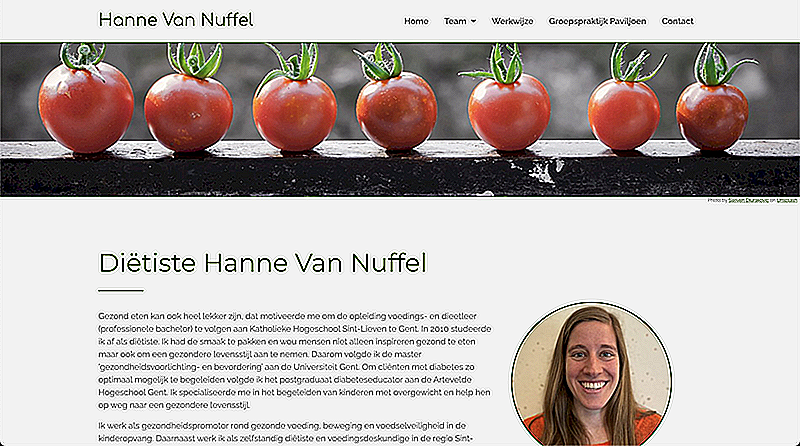 Hanne Van Nuffel
Home Team Werkwijze Groepspraktijk Paviljoen Contact
Photo by Steven Djurakovic on Unsplash
Diëtiste Hanne Van Nuffel
Gezond eten kan ook heel lekker zijn, dat motiveerde me om de opleiding voedings- en dieetleer
(professionele bachelor) te volgen aan Katholieke Hogeschool Sint-Lieven te Gent. In 2010 studeerde
ik af als diëtiste. Ik had de smaak te pakken en wou mensen niet alleen inspireren gezond te eten
maar ook om een gezondere levensstijl aan te nemen. Daarom volgde ik de master
'gezondheidsvoorlichting- en bevordering' aan de Universiteit Gent. Om cliënten met diabetes zo
optimaal mogelijk te begeleiden volgde ik het postgraduaat diabeteseducator aan de Artevelde
Hogeschool Gent. Ik specialiseerde me in het begeleiden van kinderen met overgewicht en help hen
op weg naar een gezondere levensstijl.
Ik werk als gezondheidspromotor rond gezonde voeding, beweging en voedselveiligheid in de
kinderopvang. Daarnaast werk ik als zelfstandig diëtiste en voedingsdeskundige in de regio Sint-